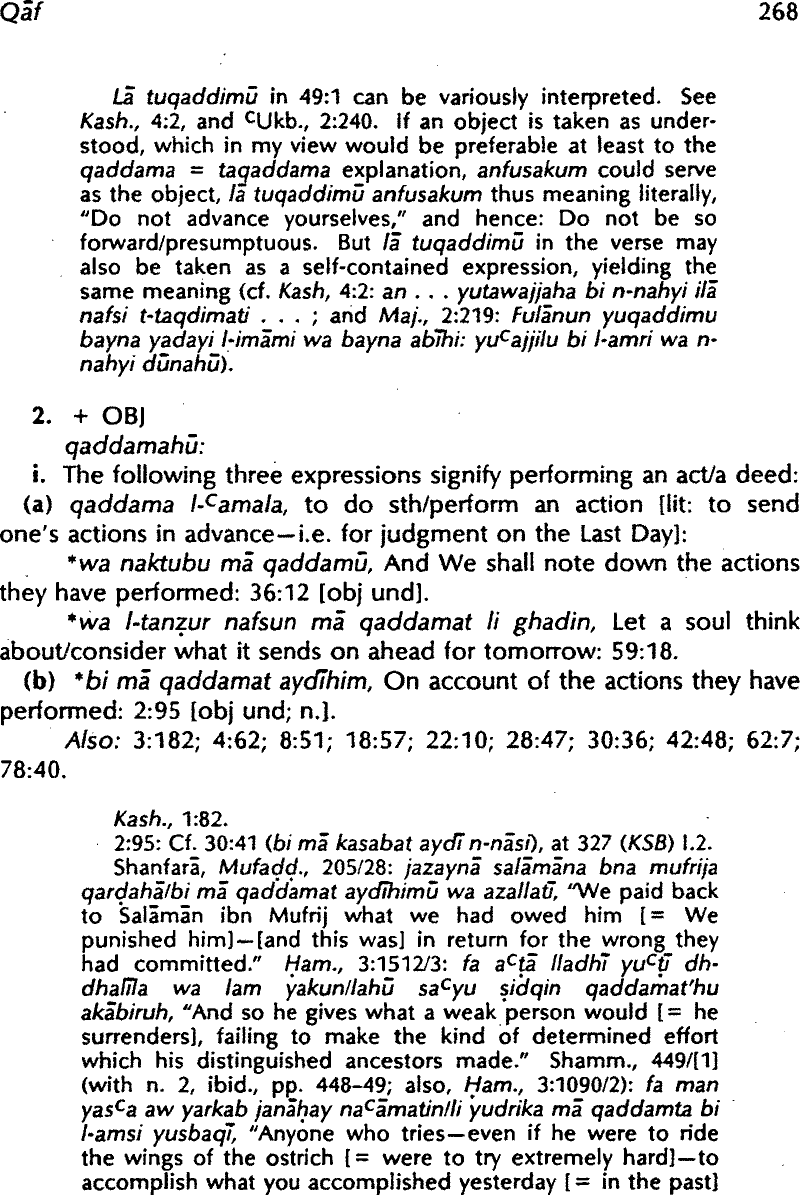 Qāf 268
Lā tuqaddimū in 49:1 can be variously interpreted. See
Kash., 4:2, and ᶜUkb., 2:240. If an object is taken as under-
stood, which in my view would be preferable at least to the
qaddama = taqaddama explanation, anfusakum could serve
as the object, lā tuqaddimū anfusakum thus meaning literally,
"Do not advance yourselves," and hence: Do not be so
forward/presumptuous. But lā tuqaddimū in the verse may
also be taken as a self-contained expression, yielding the
same meaning (cf. Kash, 4:2: an . . . yutawajjaha bi n-nahyi ilā
nafsi t-taqdimati . . . ; and Maj., 2:219: Fulānun yuqaddimu
bayna yadayi l-imāmi wa bayna abīhi: yuᶜajjilu bi l-amri wa n-
nahyi dūnahū).
2. + OBJ
qaddamahū:
i. The following three expressions signify performing an act/a deed:
(a) qaddama l-ᶜamala, to do sth/perform an action [lit: to send
one's actions in advance—i.e. for judgment on the Last Day]:
*wa naktubu mā qaddamū, And We shall note down the actions
they have performed: 36:12 [obj und].
*wa l-tanẓur nafsun mā qaddamat li ghadin, Let a soul think
about/consider what it sends on ahead for tomorrow: 59:18.
(b) *bi mā qaddamat aydīhim, On account of the actions they have
performed: 2:95 [obj und; n.].
Also: 3:182; 4:62; 8:51; 18:57; 22:10; 28:47; 30:36; 42:48; 62:7;
78:40.
Kash., 1:82.
2:95: Cf. 30:41 (bi mā kasabat aydī n-nāsi), at 327 (KSB) I.2.
Shanfarā, Mufaḍḍ., 205/28: jazaynā salāmāna bna mufrija
qarḍahā/bi mā qaddamat aydīhimū wa azallatī, "We paid back
to Salāmān ibn Mufrij what we had owed him [= We
punished him]—[and this was] in return for the wrong they
had committed." Ḥam., 3:1512/3: fa aᶜṭā lladhī yuᶜṭī dh-
dhalīla wa lam yakun/lahū saᶜyu ṣidqin qaddamat'hu
akābiruh, "And so he gives what a weak person would [= he
surrenders], failing to make the kind of determined effort
which his distinguished ancestors made." Shamm., 449/[1]
(with n. 2, ibid., pp. 448–49; also, Ḥam., 3:1090/2): fa man
yasᶜa aw yarkab janāḥay naᶜāmatin/li yudrika mā qaddamta bi
l-amsi yusbaqī, "Anyone who tries—even if he were to ride
the wings of the ostrich [= were to try extremely hard]—to
accomplish what you accomplished yesterday [= in the past]